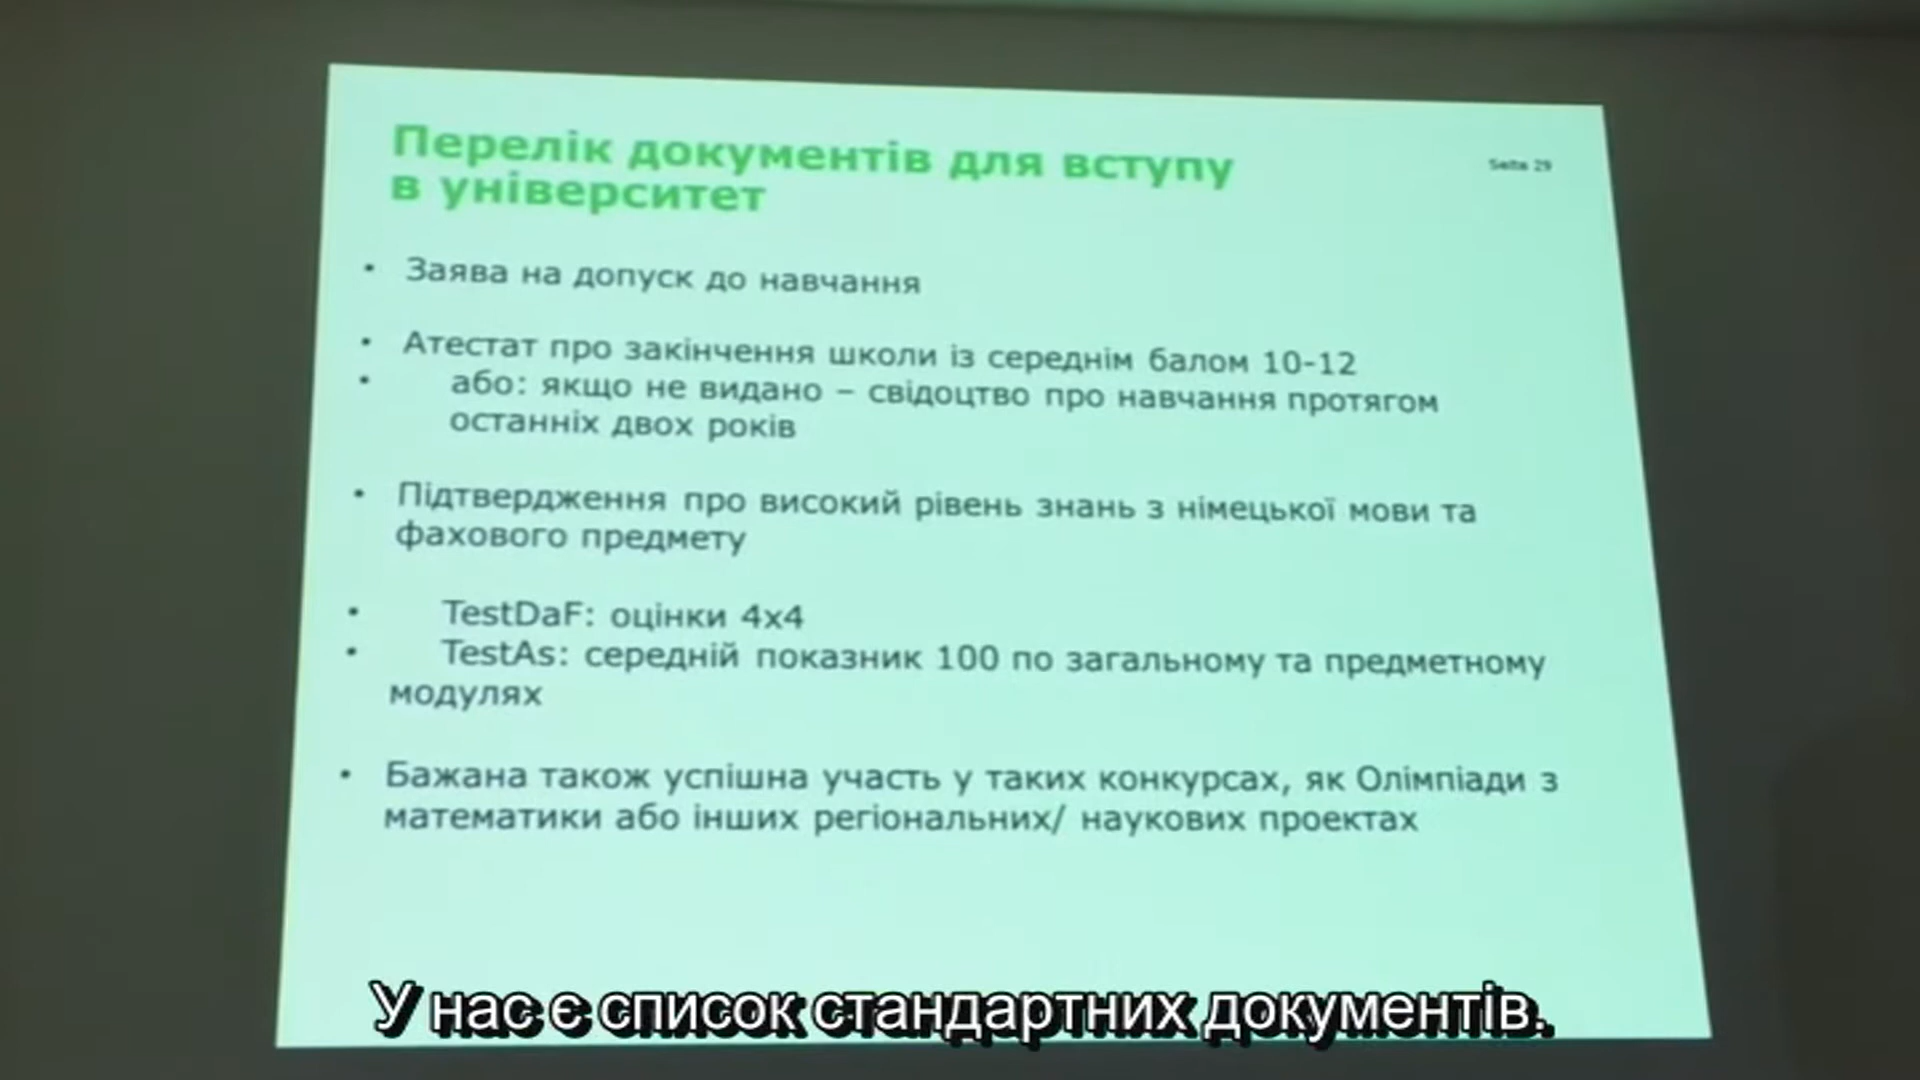 Перелік документів для вступу
в університет
Seite 29
• Заява на допуск до навчання
• Атестат про закінчення школи із середнім балом 10-12
• або: якщо не видано – свідоцтво про навчання протягом
останніх двох років
• Підтвердження про високий рівень знань з німецької мови та
фахового предмету
• TestDaF: оцінки 4x4
• TestAs: середній показник 100 по загальному та предметному
модулях
• Бажана також успішна участь у таких конкурсах, як Олімпіади з
математики або інших регіональних/ наукових проектах
У нас є список стандартних документів.